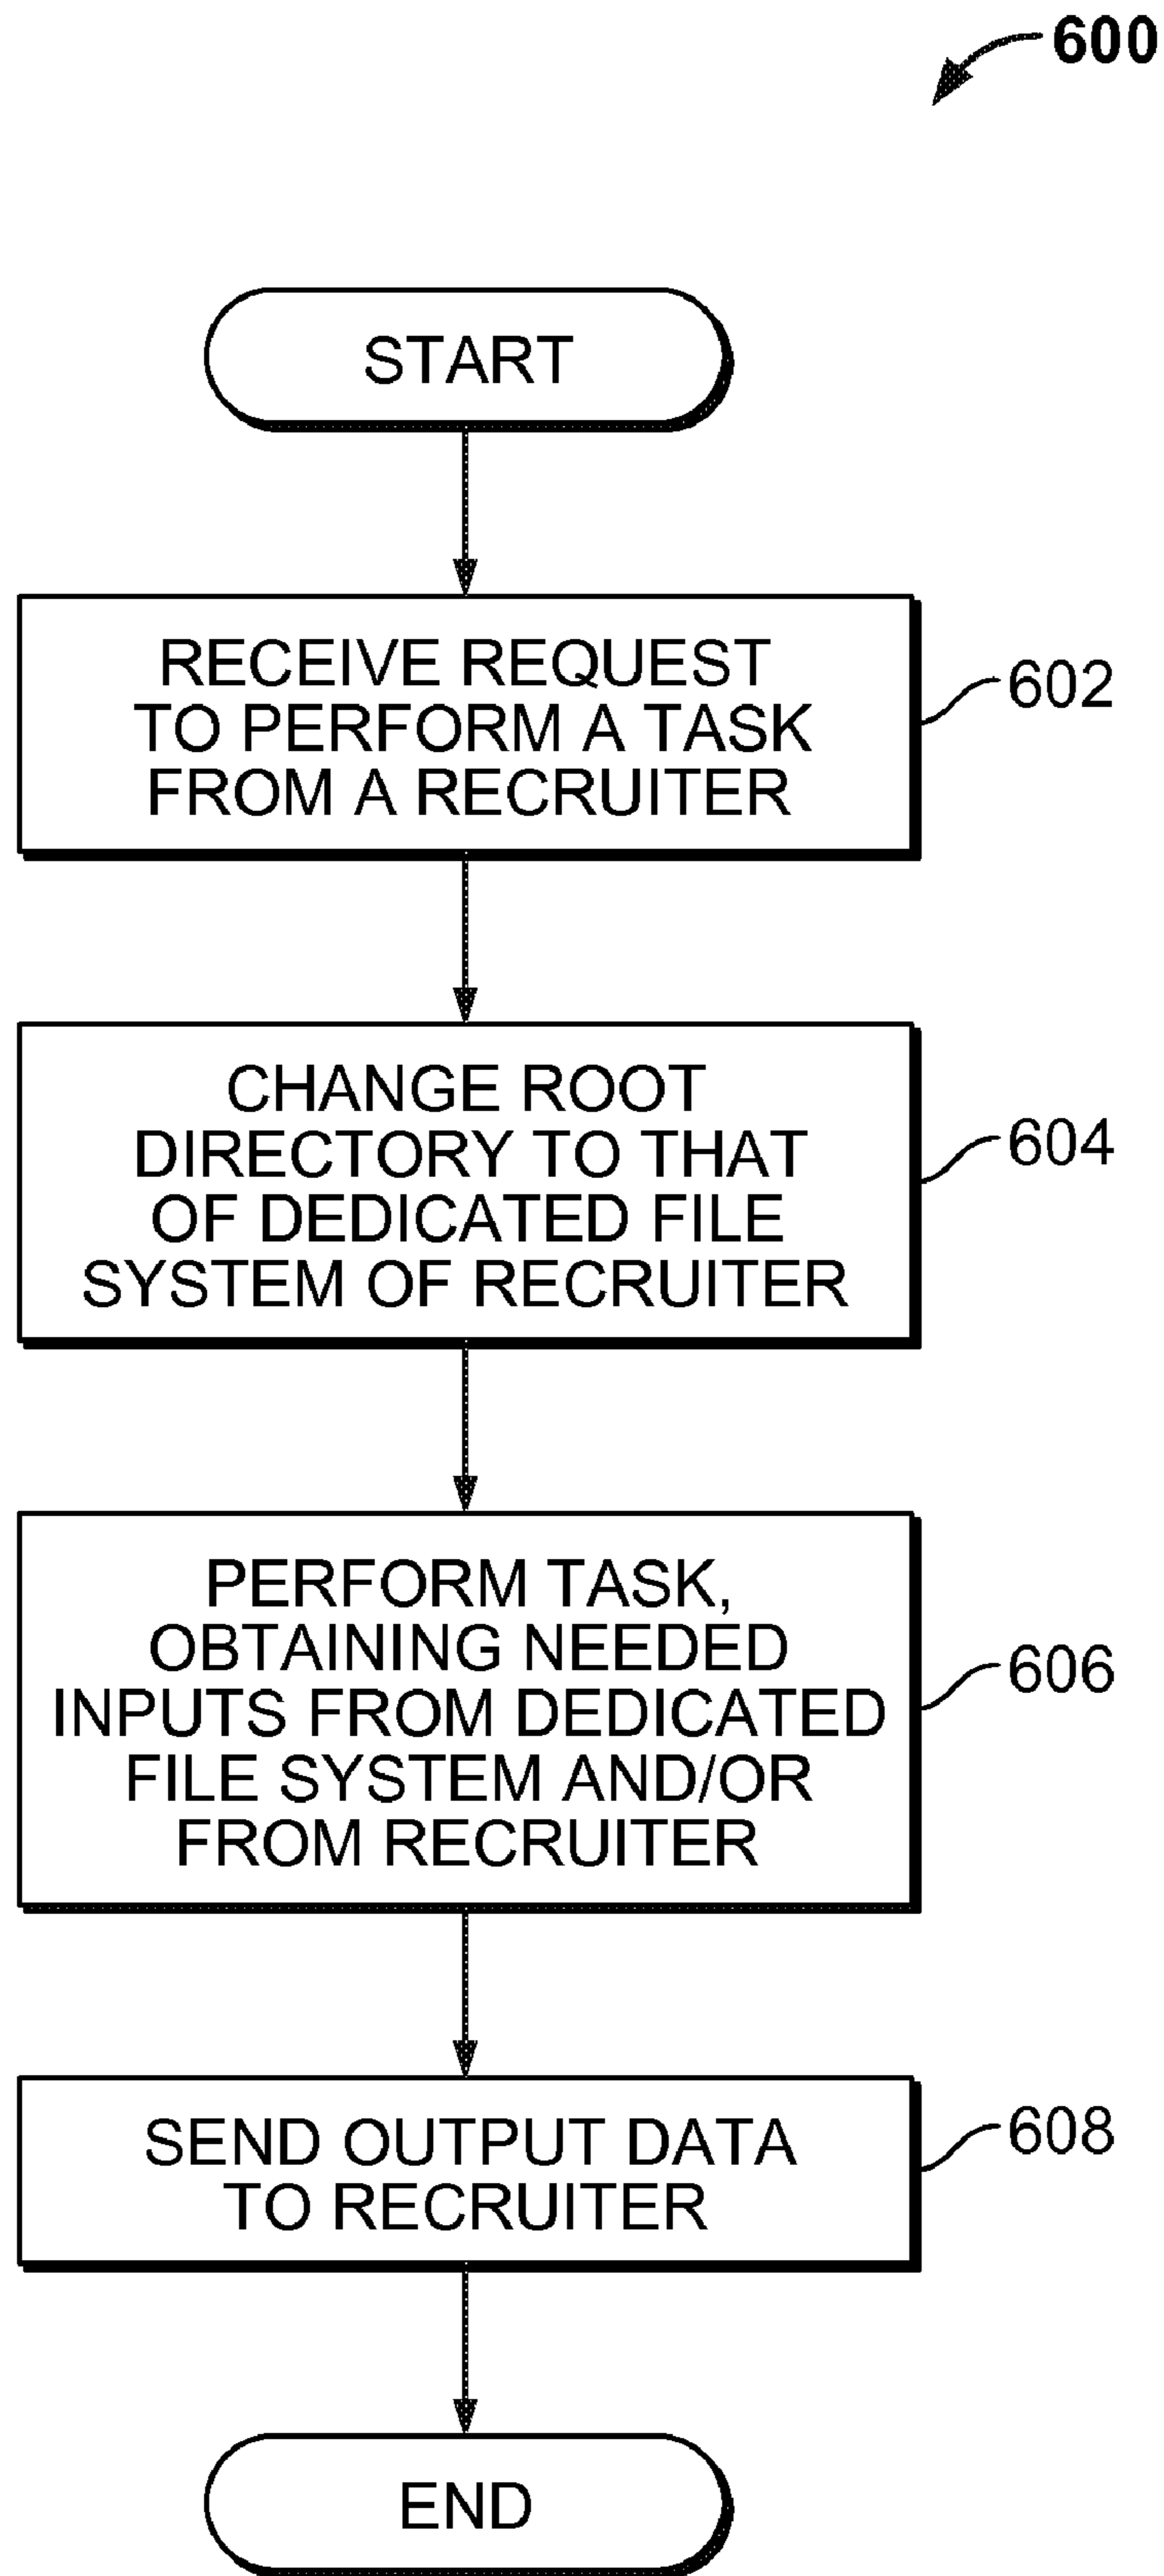 600
START
RECEIVE REQUEST
TO PERFORM A TASK
FROM A RECRUITER
602
CHANGE ROOT
DIRECTORY TO THAT
OF DEDICATED FILE
SYSTEM OF RECRUITER
604
PERFORM TASK,
OBTAINING NEEDED
INPUTS FROM DEDICATED
FILE SYSTEM AND/OR
FROM RECRUITER
606
SEND OUTPUT DATA
TO RECRUITER
608
END